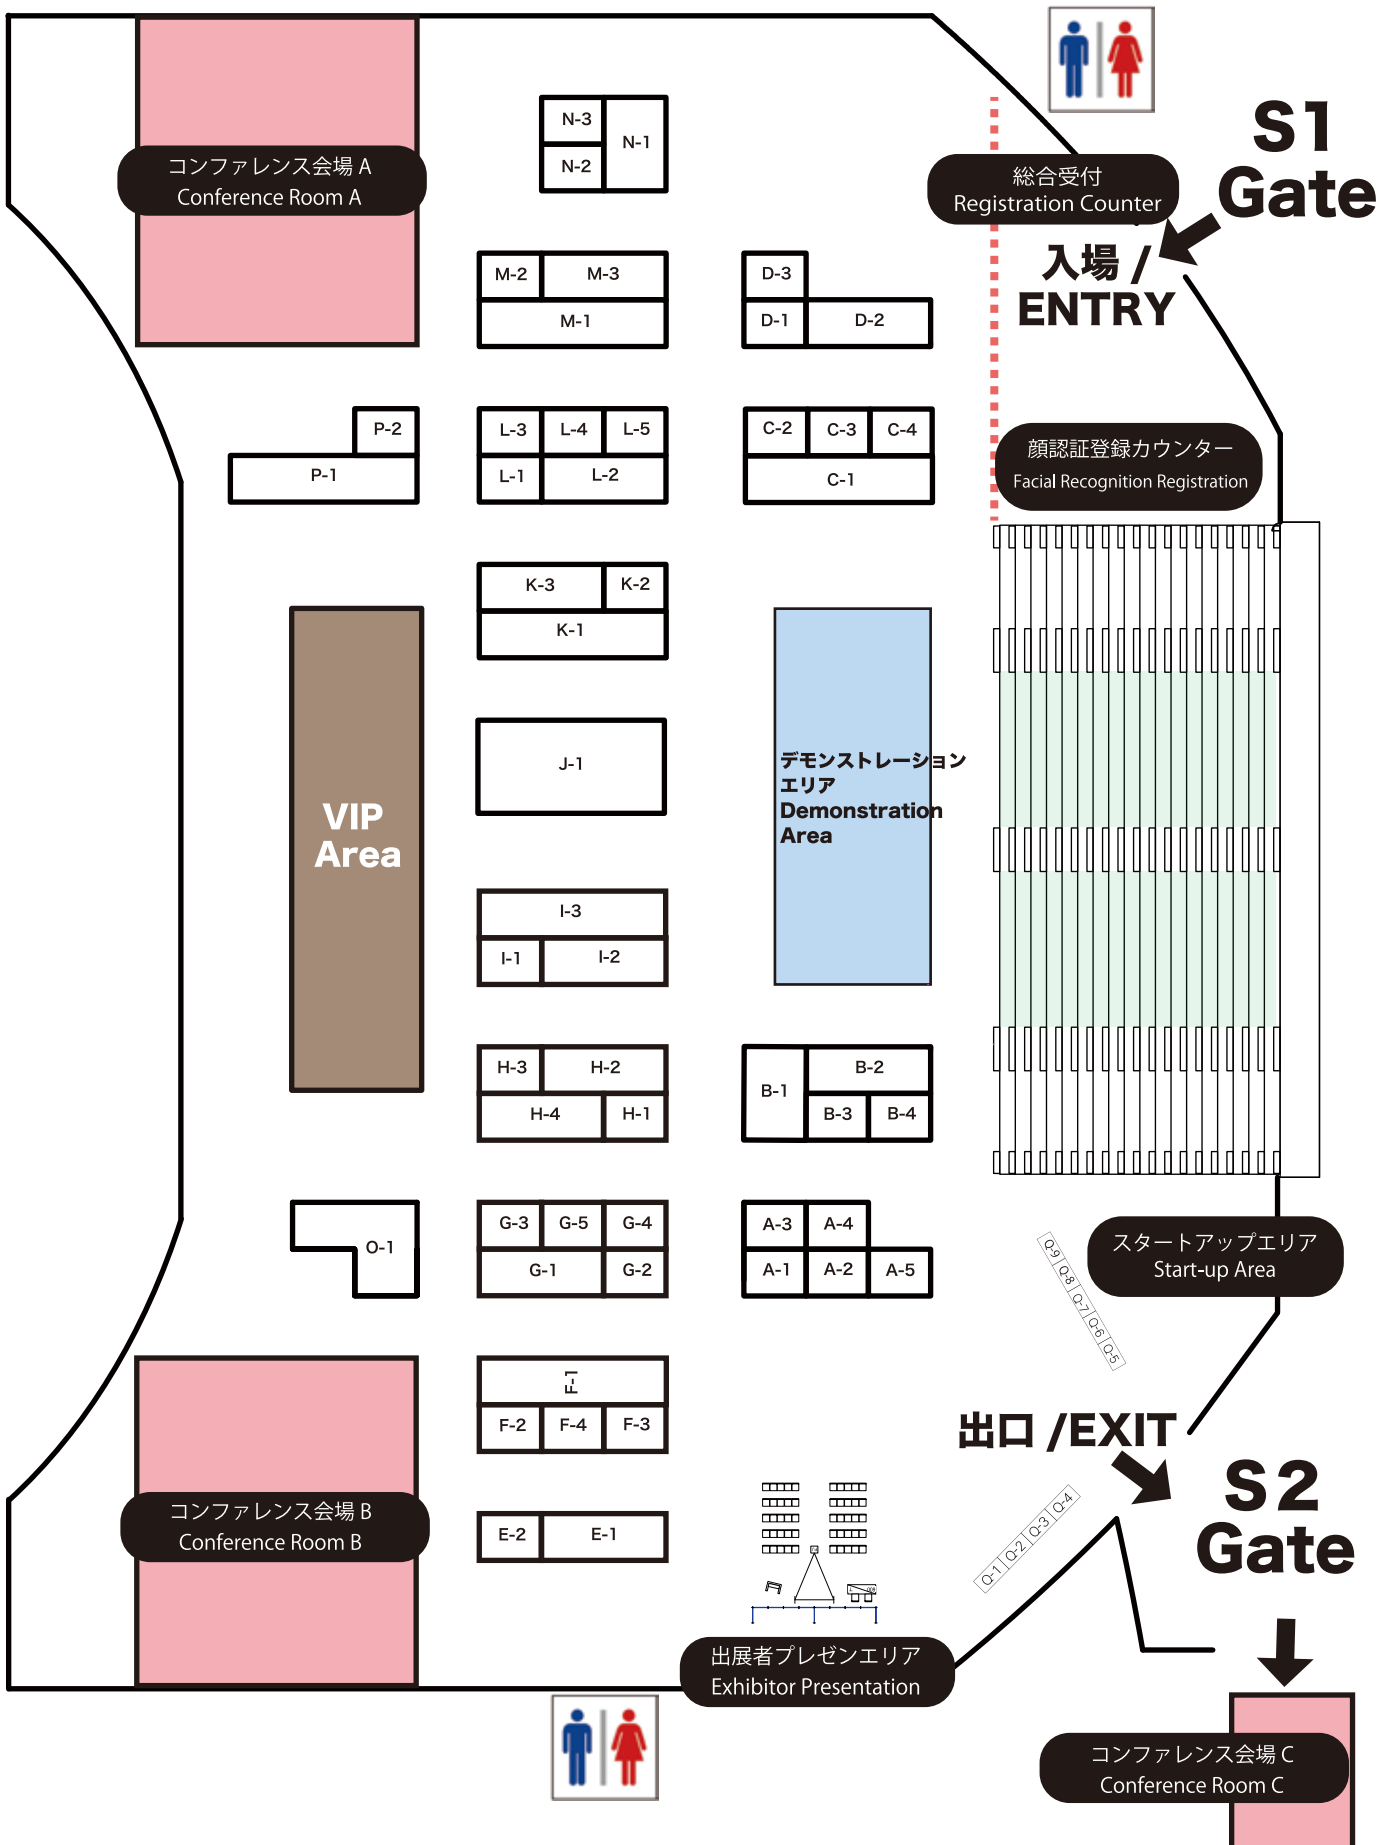 コンファレンス会場 A
Conference Room A
N-3
N-1
N-2
総合受付
Registration Counter
S1
Gate
入場 /
ENTRY
M-2
M-3
M-1
D-3
D-1
D-2
P-2
P-1
L-3
L-4
L-5
L-1
L-2
C-2
C-3
C-4
C-1
顔認証登録カウンター
Facial Recognition Registration
K-3
K-2
K-1
VIP
Area
J-1
デモンストレーション
エリア
Demonstration
Area
I-3
I-1
I-2
H-3
H-2
H-4
H-1
B-1
B-2
B-3
B-4
O-1
G-3
G-5
G-4
G-1
G-2
A-3
A-4
A-1
A-2
A-5
スタートアップエリア
Start-up Area
Q-9
Q-8
Q-7
Q-6
Q-5
F-1
F-2
F-4
F-3
出口 /EXIT
S2
Gate
コンファレンス会場 B
Conference Room B
E-2
E-1
Q-1
Q-2
Q-3
Q-4
出展者プレゼンエリア
Exhibitor Presentation
コンファレンス会場 C
Conference Room C